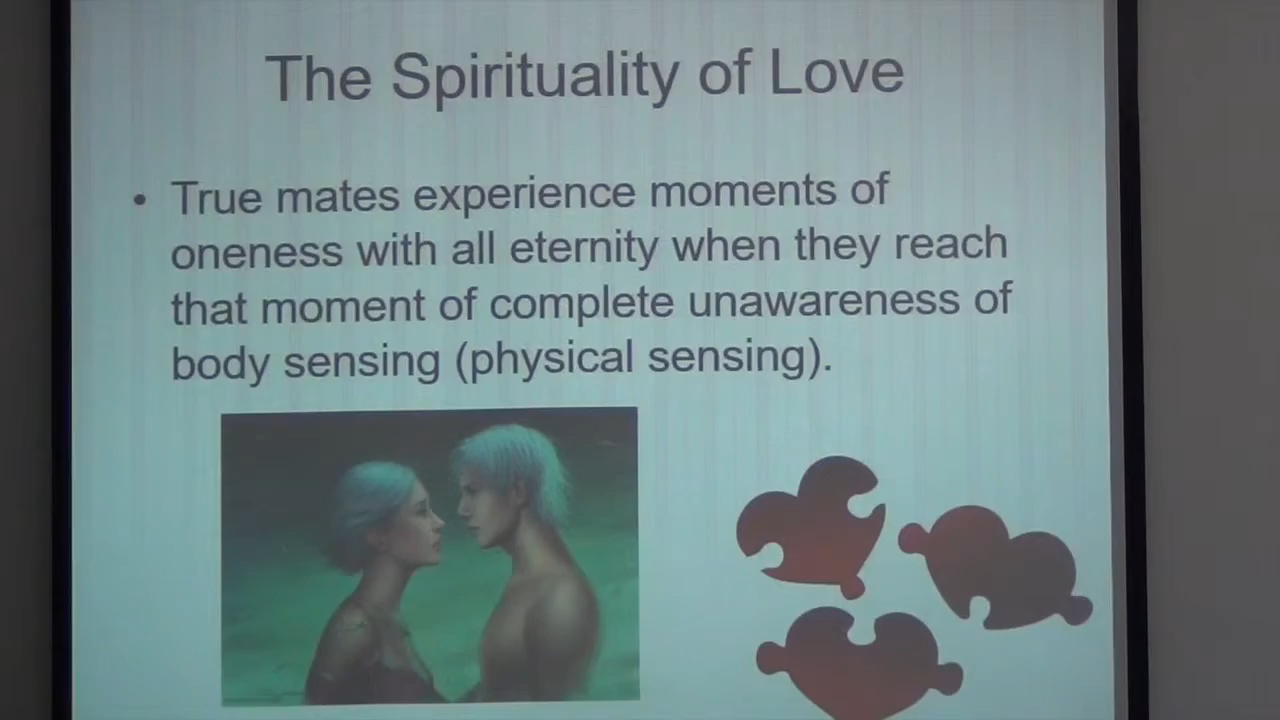 The Spirituality of Love
• True mates experience moments of
oneness with all eternity when they reach
that moment of complete unawareness of
body sensing (physical sensing).